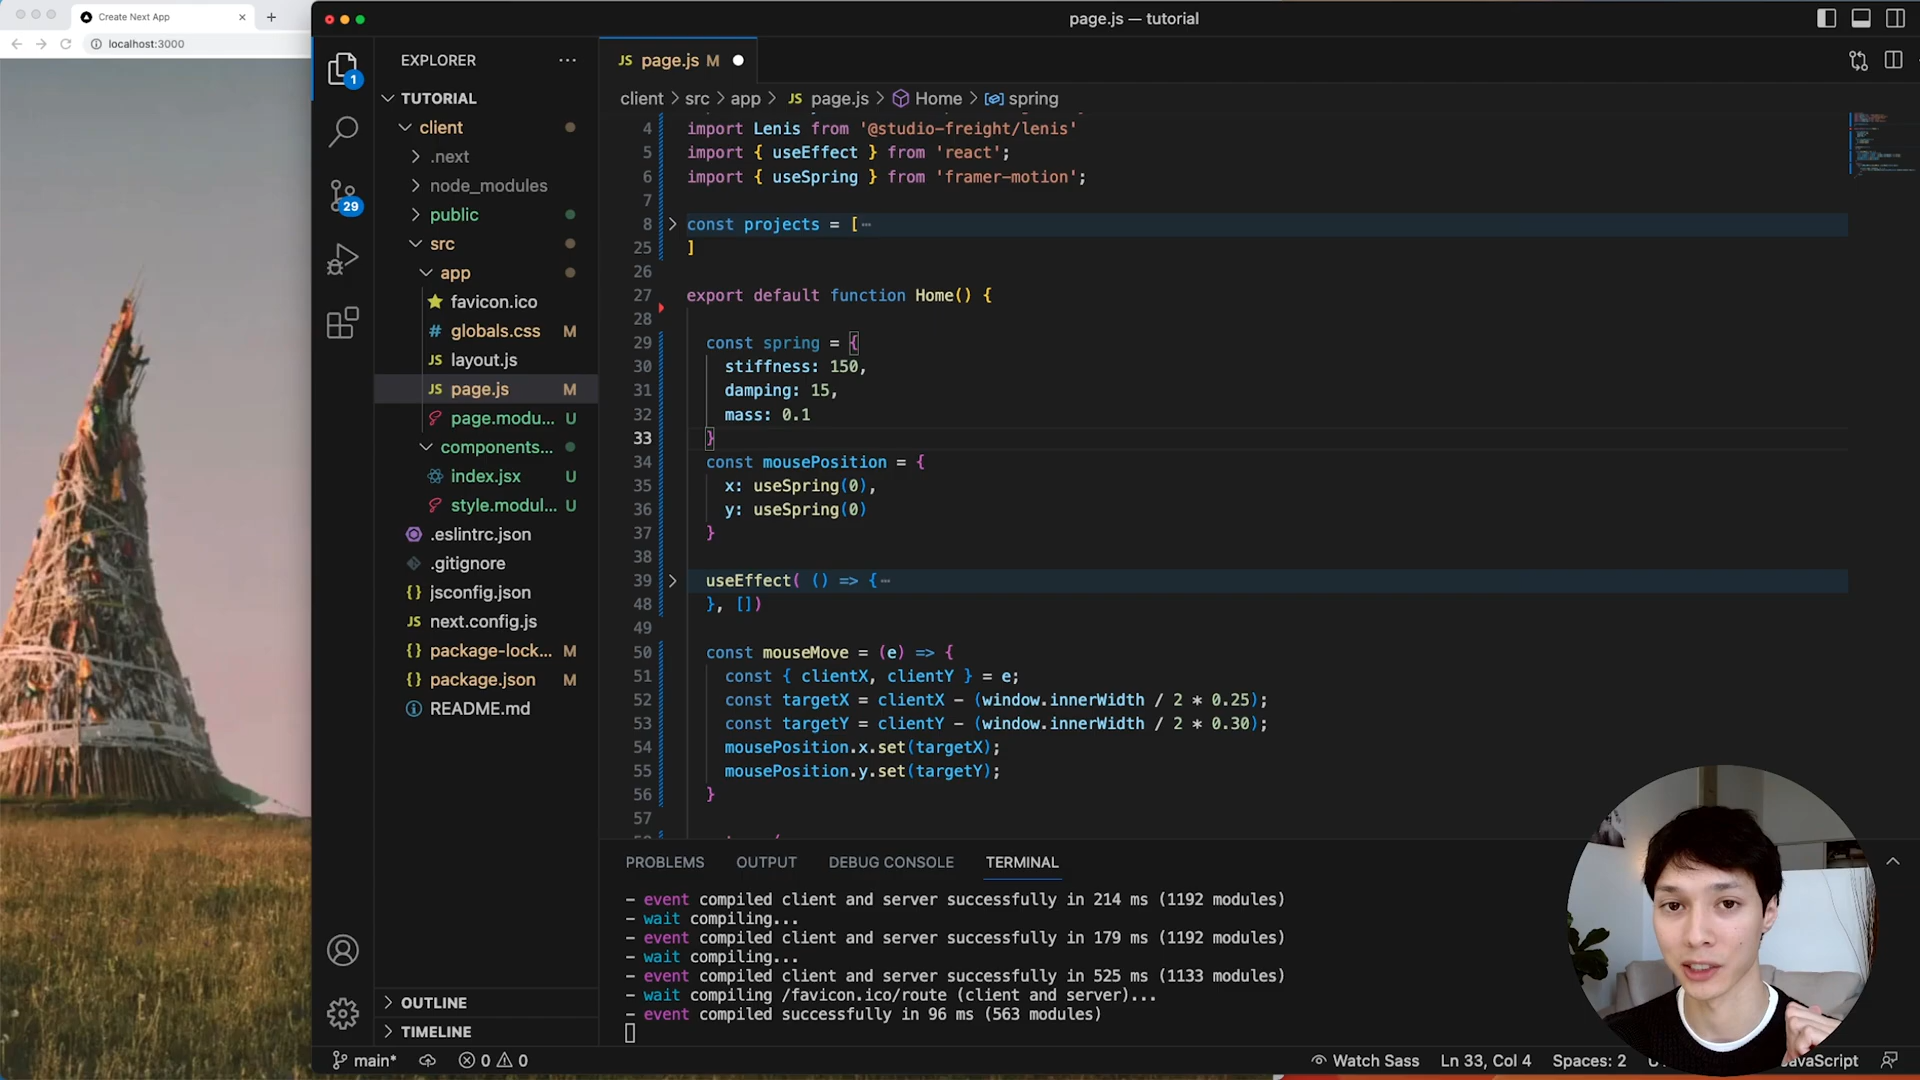 Create Next App
localhost:3000
page.js — tutorial
EXPLORER
TUTORIAL
client
.next
node_modules
public
src
app
favicon.ico
globals.css M
layout.js
page.js M
page.modu... U
components...
index.jsx U
style.modul... U
.eslintrc.json
.gitignore
jsconfig.json
next.config.js
package-lock... M
package.json M
README.md
OUTLINE
TIMELINE
1
29
JS page.js M
client > src > app > JS page.js > Home > spring
4 import Lenis from '@studio-freight/lenis'
5 import { useEffect } from 'react';
6 import { useSpring } from 'framer-motion';
7
8 const projects = [
25 ]
26
27 export default function Home() {
28
29 const spring = {
30 stiffness: 150,
31 damping: 15,
32 mass: 0.1
33 }
34 const mousePosition = {
35 x: useSpring(0),
36 y: useSpring(0)
37 }
38
39 useEffect( () => {
48 }, [])
49
50 const mouseMove = (e) => {
51 const { clientX, clientY } = e;
52 const targetX = clientX - (window.innerWidth / 2 * 0.25);
53 const targetY = clientY - (window.innerWidth / 2 * 0.30);
54 mousePosition.x.set(targetX);
55 mousePosition.y.set(targetY);
56 }
57
PROBLEMS OUTPUT DEBUG CONSOLE TERMINAL
- event compiled client and server successfully in 214 ms (1192 modules)
- wait compiling...
- event compiled client and server successfully in 179 ms (1192 modules)
- wait compiling...
- event compiled client and server successfully in 525 ms (1133 modules)
- wait compiling /favicon.ico/route (client and server)...
- event compiled successfully in 96 ms (563 modules)
main* 0 0 Watch Sass Ln 33, Col 4 Spaces: 2